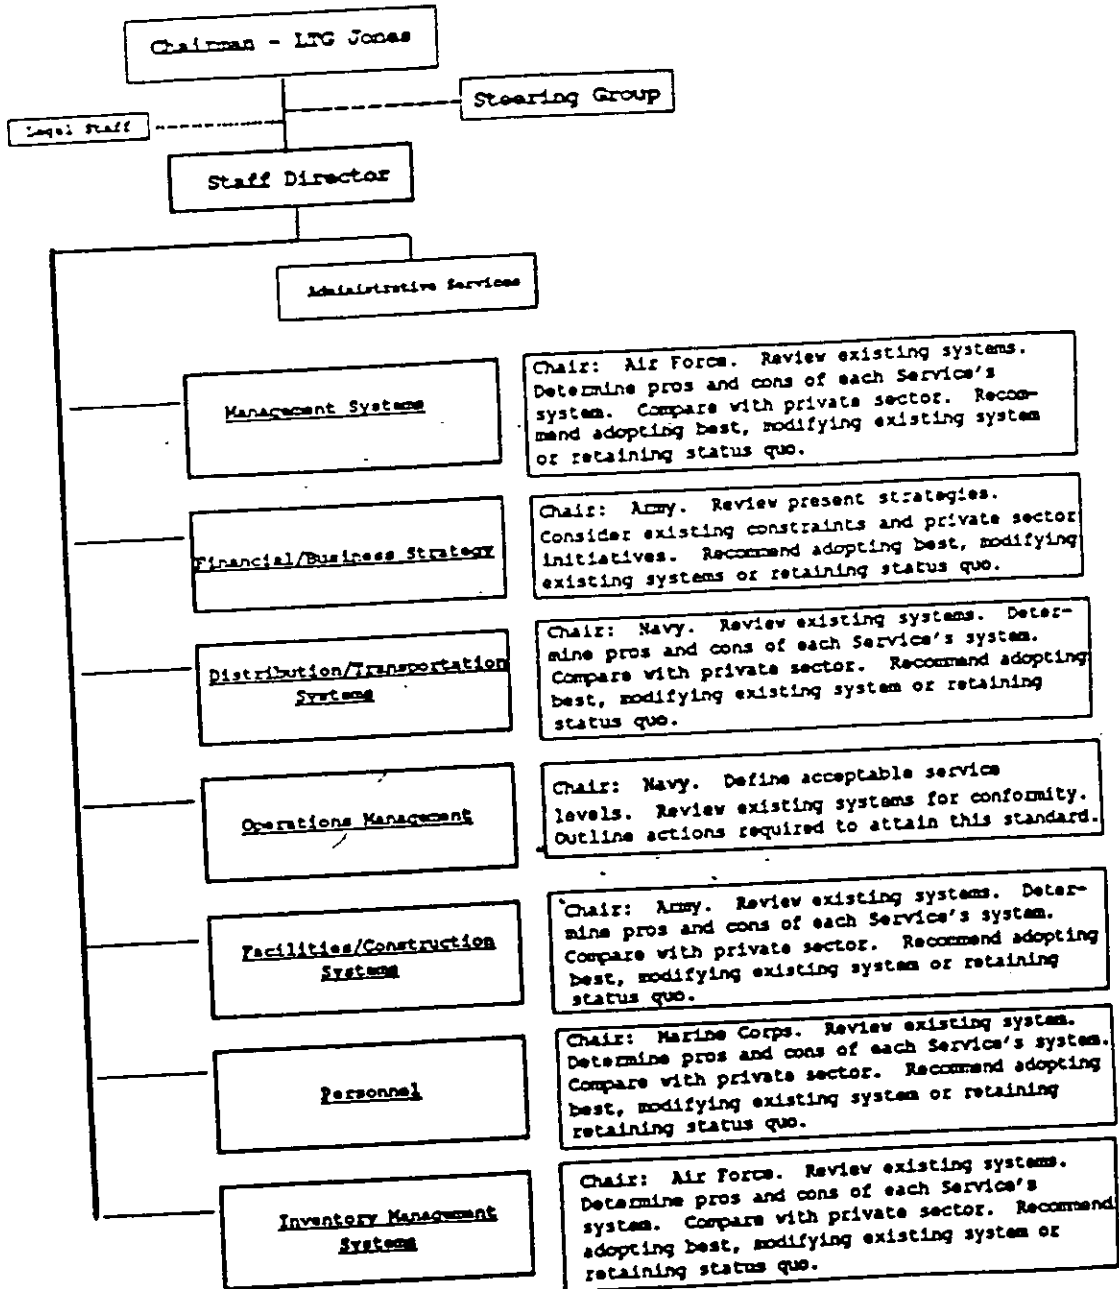 Chairman - LTG Jones
Steering Group
Legal Staff
Staff Director
Administrative Services
Management Systems
Chair: Air Force. Review existing systems.
Determine pros and cons of each Service's
system. Compare with private sector. Recom-
mend adopting best, modifying existing system
or retaining status quo.
Financial/Business Strategy
Chair: Army. Review present strategies.
Consider existing constraints and private sector
initiatives. Recommend adopting best, modifying
existing systems or retaining status quo.
Distribution/Transportation
Systems
Chair: Navy. Review existing systems. Deter-
mine pros and cons of each Service's system.
Compare with private sector. Recommend adopting
best, modifying existing system or retaining
status quo.
Operations Management
Chair: Navy. Define acceptable service
levels. Review existing systems for conformity.
Outline actions required to attain this standard.
Facilities/Construction
Systems
Chair: Army. Review existing systems. Deter-
mine pros and cons of each Service's system.
Compare with private sector. Recommend adopting
best, modifying existing system or retaining
status quo.
Personnel
Chair: Marine Corps. Review existing system.
Determine pros and cons of each Service's system.
Compare with private sector. Recommend adopting
best, modifying existing system or retaining
retaining status quo.
Inventory Management
Systems
Chair: Air Force. Review existing systems.
Determine pros and cons of each Service's
system. Compare with private sector. Recommend
adopting best, modifying existing system or
retaining status quo.